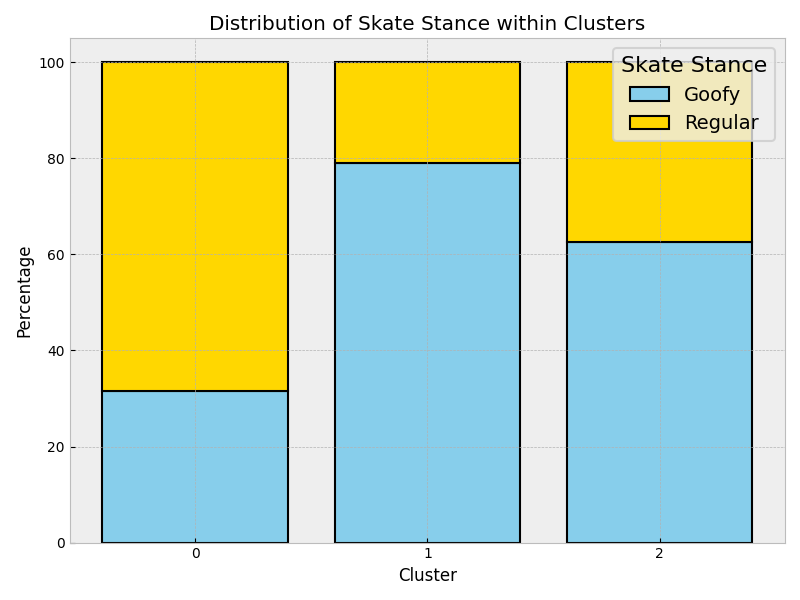 Distribution of Skate Stance within Clusters
Skate Stance
Goofy
Regular
Percentage
100
80
60
40
20
0
0 1 2
Cluster